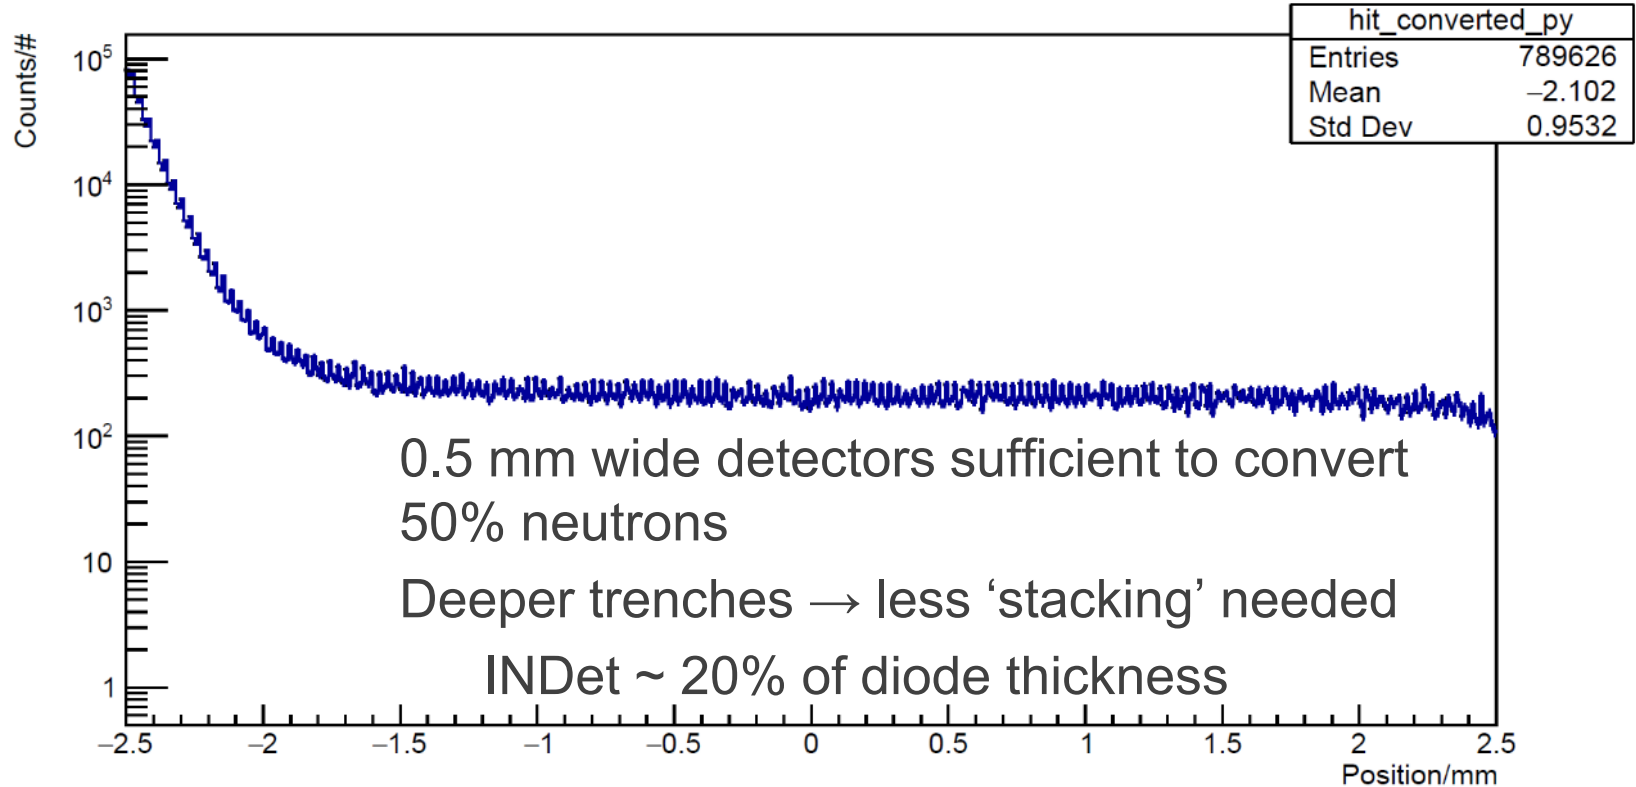 hit_converted_py
Entries 789626
Mean −2.102
Std Dev 0.9532
Counts/#
10⁵
10⁴
10³
10²
10
1
0.5 mm wide detectors sufficient to convert
50% neutrons
Deeper trenches → less ‘stacking’ needed
INDet ~ 20% of diode thickness
−2.5 −2 −1.5 −1 −0.5 0 0.5 1 1.5 2 2.5
Position/mm